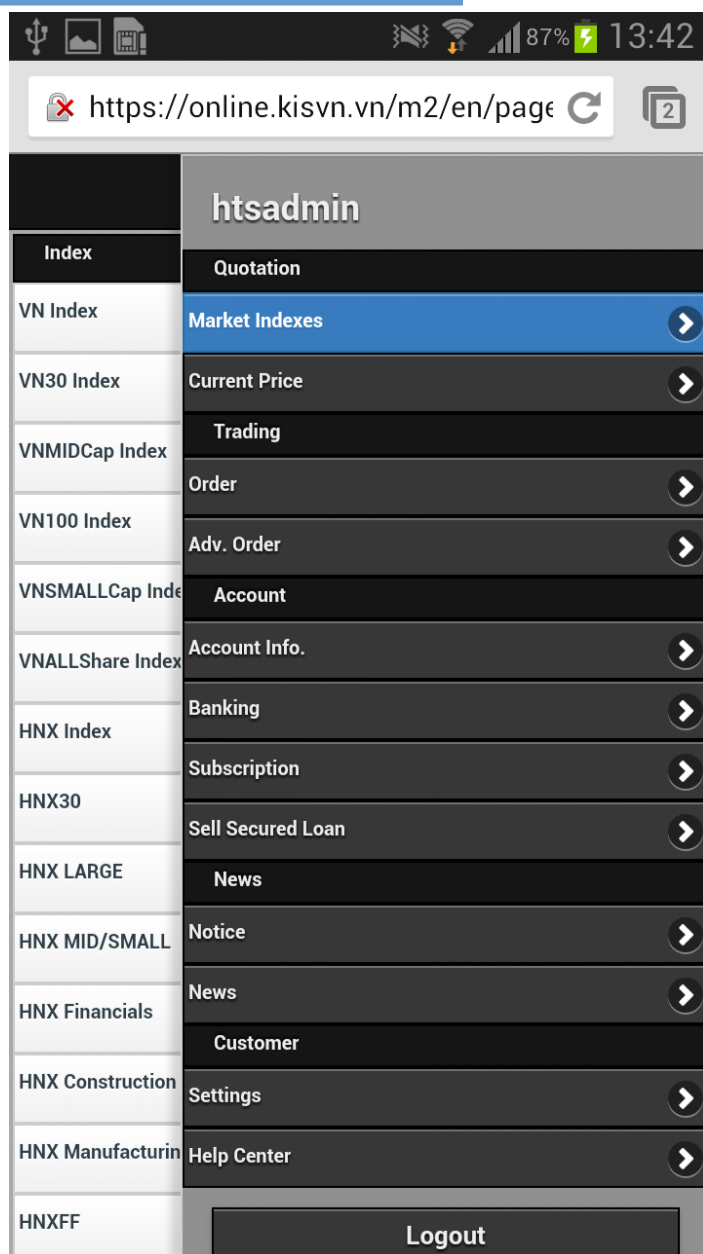 87% 13:42
https://online.kisvn.vn/m2/en/page
2
htsadmin
Index
VN Index
VN30 Index
VNMIDCap Index
VN100 Index
VNSMALLCap Inde
VNALLShare Index
HNX Index
HNX30
HNX LARGE
HNX MID/SMALL
HNX Financials
HNX Construction
HNX Manufacturin
HNXFF
Quotation
Market Indexes
Current Price
Trading
Order
Adv. Order
Account
Account Info.
Banking
Subscription
Sell Secured Loan
News
Notice
News
Customer
Settings
Help Center
Logout